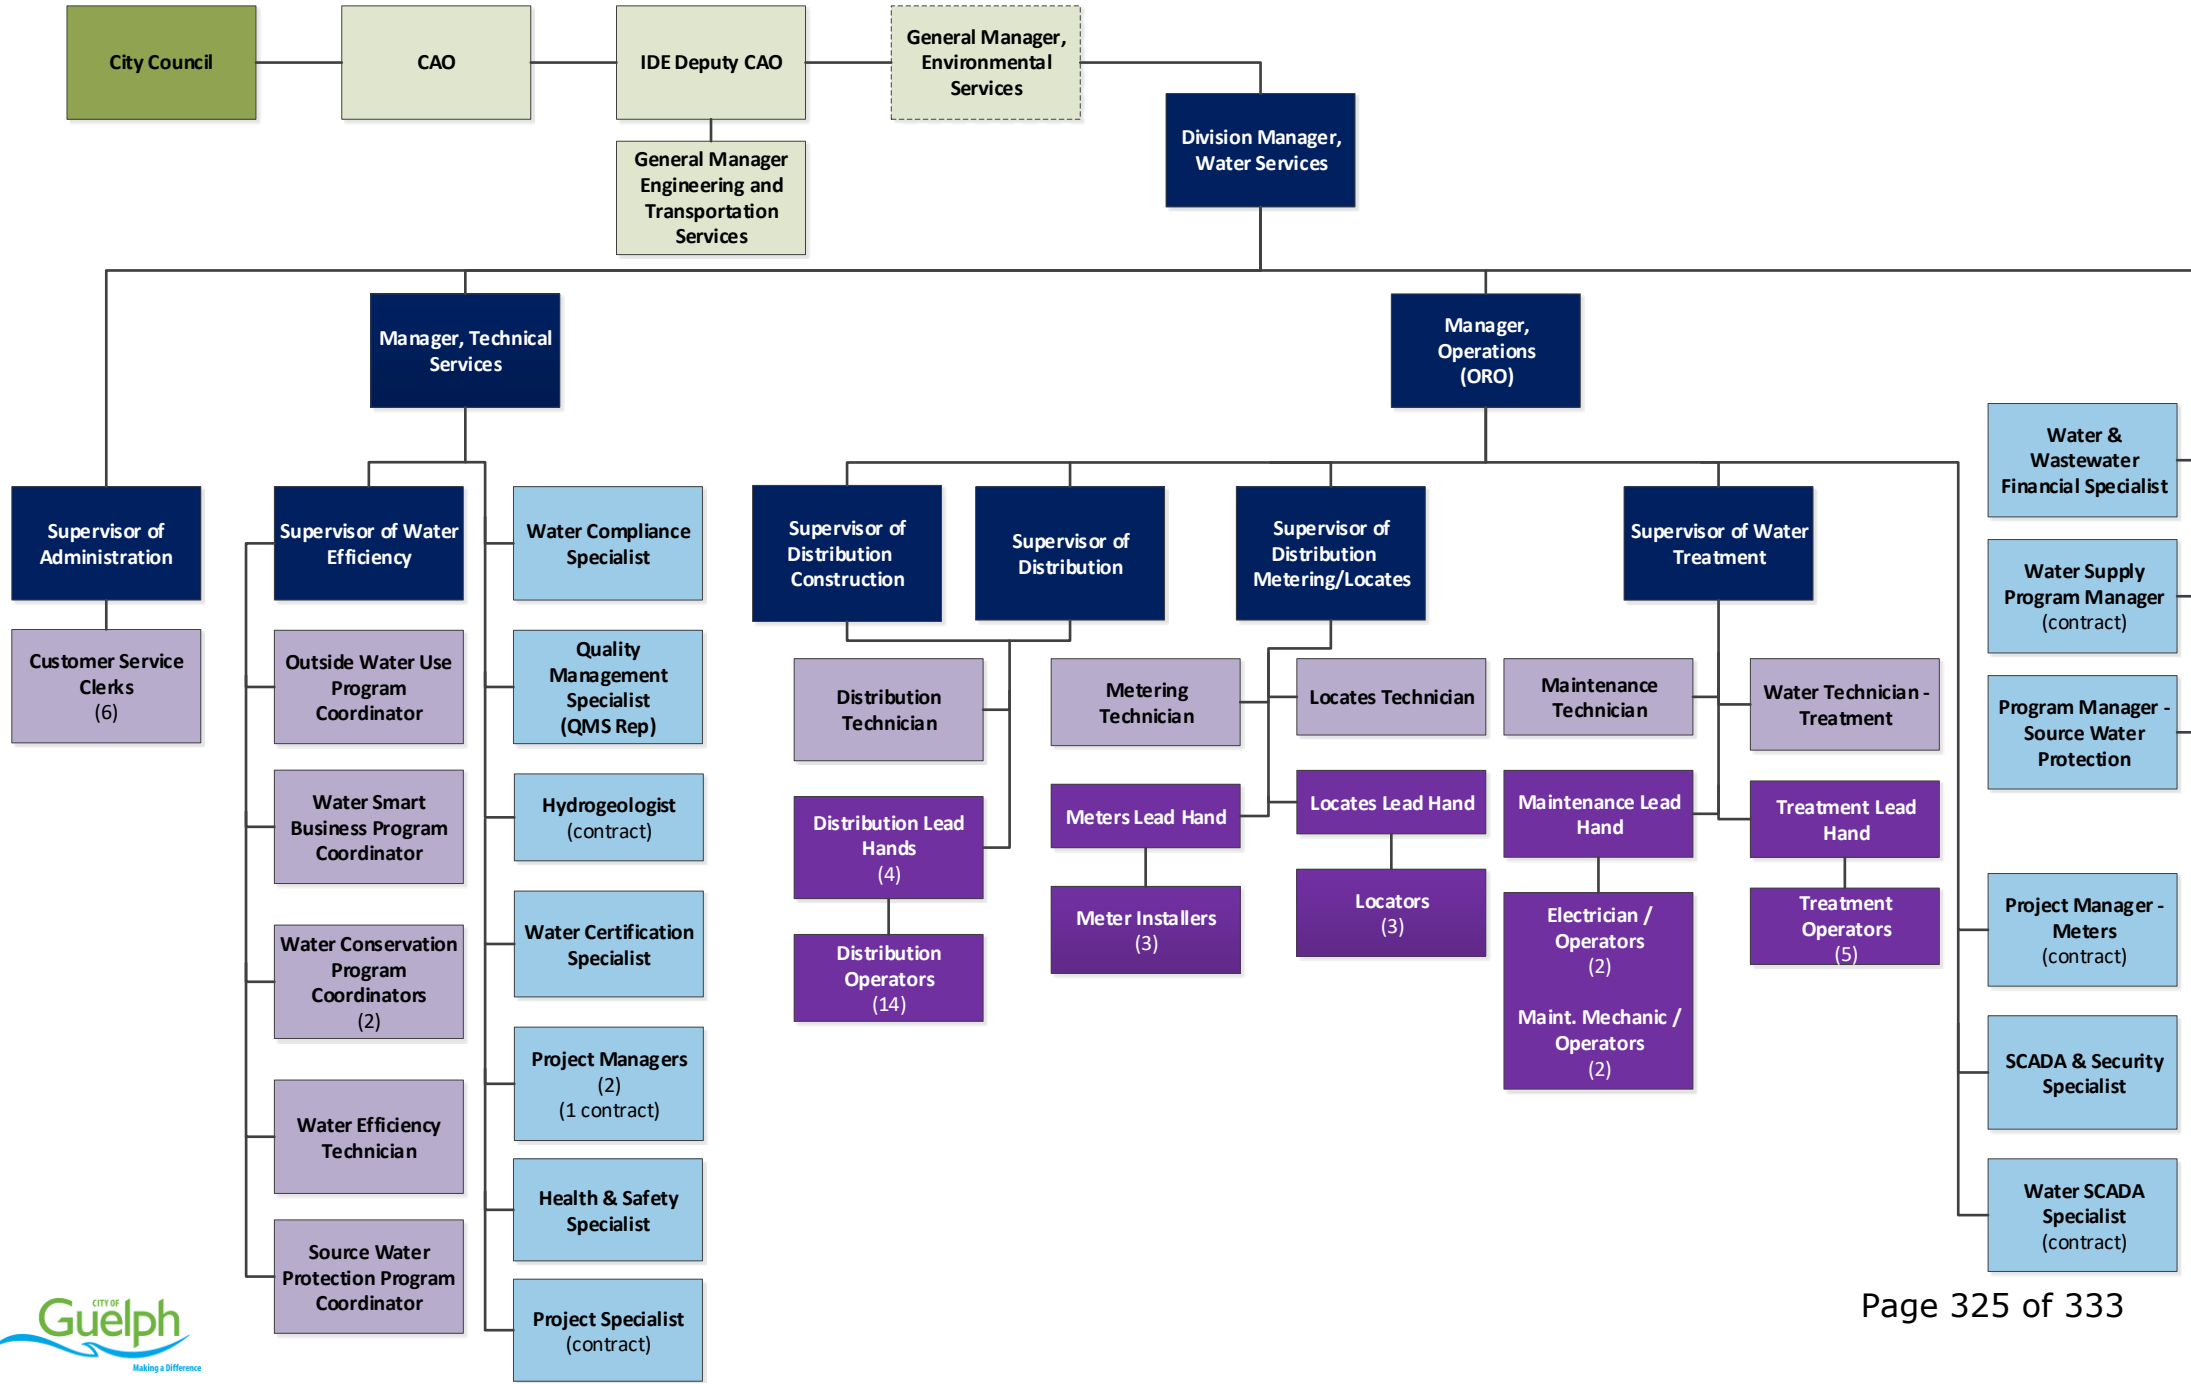 City Council
CAO
IDE Deputy CAO
General Manager,
Environmental
Services
Division Manager,
Water Services
General Manager
Engineering and
Transportation
Services
Manager, Technical
Services
Manager,
Operations
(ORO)
Supervisor of
Administration
Customer Service
Clerks
(6)
Supervisor of Water
Efficiency
Outside Water Use
Program
Coordinator
Water Smart
Business Program
Coordinator
Water Conservation
Program
Coordinators
(2)
Water Efficiency
Technician
Source Water
Protection Program
Coordinator
Water Compliance
Specialist
Quality
Management
Specialist
(QMS Rep)
Hydrogeologist
(contract)
Water Certification
Specialist
Project Managers
(2)
(1 contract)
Health & Safety
Specialist
Project Specialist
(contract)
Supervisor of
Distribution
Construction
Supervisor of
Distribution
Distribution
Technician
Distribution Lead
Hands
(4)
Distribution
Operators
(14)
Supervisor of
Distribution
Metering/Locates
Metering
Technician
Locates Technician
Meters Lead Hand
Locates Lead Hand
Meter Installers
(3)
Locators
(3)
Supervisor of Water
Treatment
Maintenance
Technician
Water Technician -
Treatment
Maintenance Lead
Hand
Treatment Lead
Hand
Electrician /
Operators
(2)
Maint. Mechanic /
Operators
(2)
Treatment
Operators
(5)
Water &
Wastewater
Financial Specialist
Water Supply
Program Manager
(contract)
Program Manager -
Source Water
Protection
Project Manager -
Meters
(contract)
SCADA & Security
Specialist
Water SCADA
Specialist
(contract)
CITY OF
Guelph
Making a Difference
Page 325 of 333